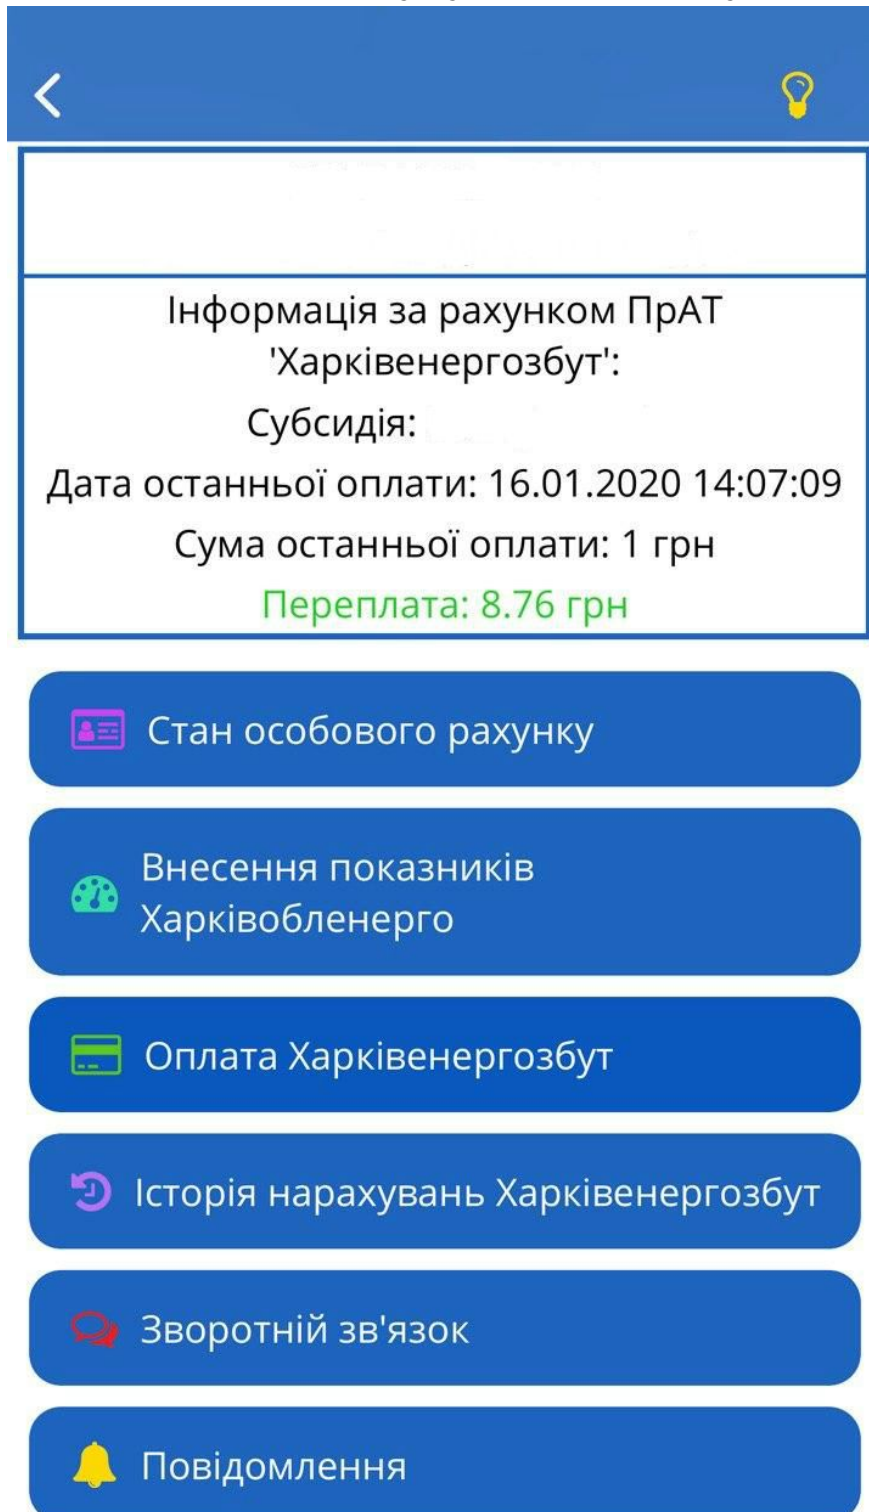 Інформація за рахунком ПрАТ
'Харківенергозбут':
Субсидія:
Дата останньої оплати: 16.01.2020 14:07:09
Сума останньої оплати: 1 грн
Переплата: 8.76 грн
Стан особового рахунку
Внесення показників
Харківобленерго
Оплата Харківенергозбут
Історія нарахувань Харківенергозбут
Зворотній зв'язок
Повідомлення